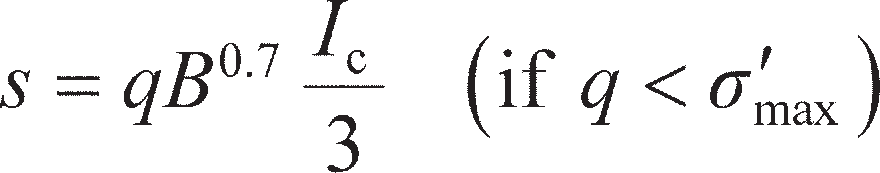 s = qB^0.7 I_c/3 (if q < σ′_max)